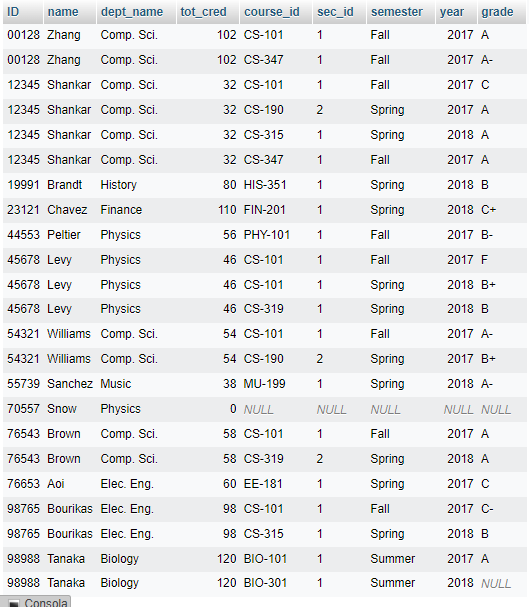 ID name dept_name tot_cred course_id sec_id semester year grade
00128 Zhang Comp. Sci. 102 CS-101 1 Fall 2017 A
00128 Zhang Comp. Sci. 102 CS-347 1 Fall 2017 A-
12345 Shankar Comp. Sci. 32 CS-101 1 Fall 2017 C
12345 Shankar Comp. Sci. 32 CS-190 2 Spring 2017 A
12345 Shankar Comp. Sci. 32 CS-315 1 Spring 2018 A
12345 Shankar Comp. Sci. 32 CS-347 1 Fall 2017 A
19991 Brandt History 80 HIS-351 1 Spring 2018 B
23121 Chavez Finance 110 FIN-201 1 Spring 2018 C+
44553 Peltier Physics 56 PHY-101 1 Fall 2017 B-
45678 Levy Physics 46 CS-101 1 Fall 2017 F
45678 Levy Physics 46 CS-101 1 Spring 2018 B+
45678 Levy Physics 46 CS-319 1 Spring 2018 B
54321 Williams Comp. Sci. 54 CS-101 1 Fall 2017 A-
54321 Williams Comp. Sci. 54 CS-190 2 Spring 2017 B+
55739 Sanchez Music 38 MU-199 1 Spring 2018 A-
70557 Snow Physics 0 NULL NULL NULL NULL NULL
76543 Brown Comp. Sci. 58 CS-101 1 Fall 2017 A
76543 Brown Comp. Sci. 58 CS-319 2 Spring 2018 A
76653 Aoi Elec. Eng. 60 EE-181 1 Spring 2017 C
98765 Bourikas Elec. Eng. 98 CS-101 1 Fall 2017 C-
98765 Bourikas Elec. Eng. 98 CS-315 1 Spring 2018 B
98988 Tanaka Biology 120 BIO-101 1 Summer 2017 A
98988 Tanaka Biology 120 BIO-301 1 Summer 2018 NULL
Consola